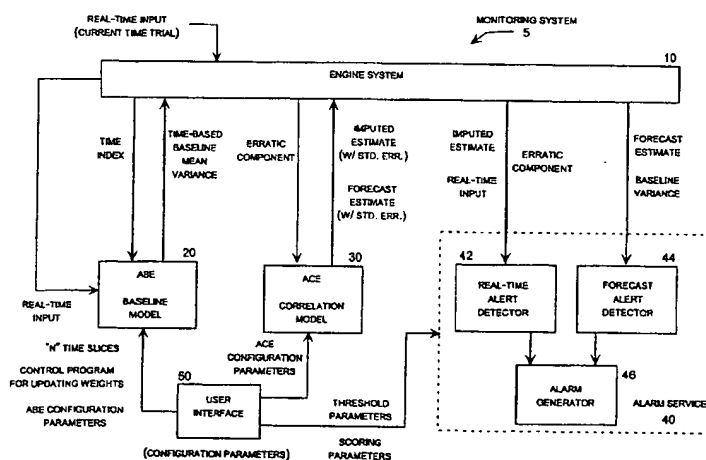 REAL-TIME INPUT
(CURRENT TIME TRIAL)
MONITORING SYSTEM
5
10
ENGINE SYSTEM
TIME
INDEX
TIME-BASED
BASELINE
MEAN
VARIANCE
ERRATIC
COMPONENT
IMPUTED
ESTIMATE
(W/ STD. ERR.)
FORECAST
ESTIMATE
(W/ STD. ERR.)
IMPUTED
ESTIMATE
REAL-TIME
INPUT
ERRATIC
COMPONENT
FORECAST
ESTIMATE
BASELINE
VARIANCE
20
ABE
BASELINE
MODEL
30
ACE
CORRELATION
MODEL
42
REAL-TIME
ALERT
DETECTOR
44
FORECAST
ALERT
DETECTOR
REAL-TIME
INPUT
"N" TIME SLICES
CONTROL PROGRAM
FOR UPDATING WEIGHTS
ABE CONFIGURATION
PARAMETERS
ACE
CONFIGURATION
PARAMETERS
50
USER
INTERFACE
(CONFIGURATION PARAMETERS)
THRESHOLD
PARAMETERS
SCORING
PARAMETERS
46
ALARM
GENERATOR
ALARM SERVICE
40